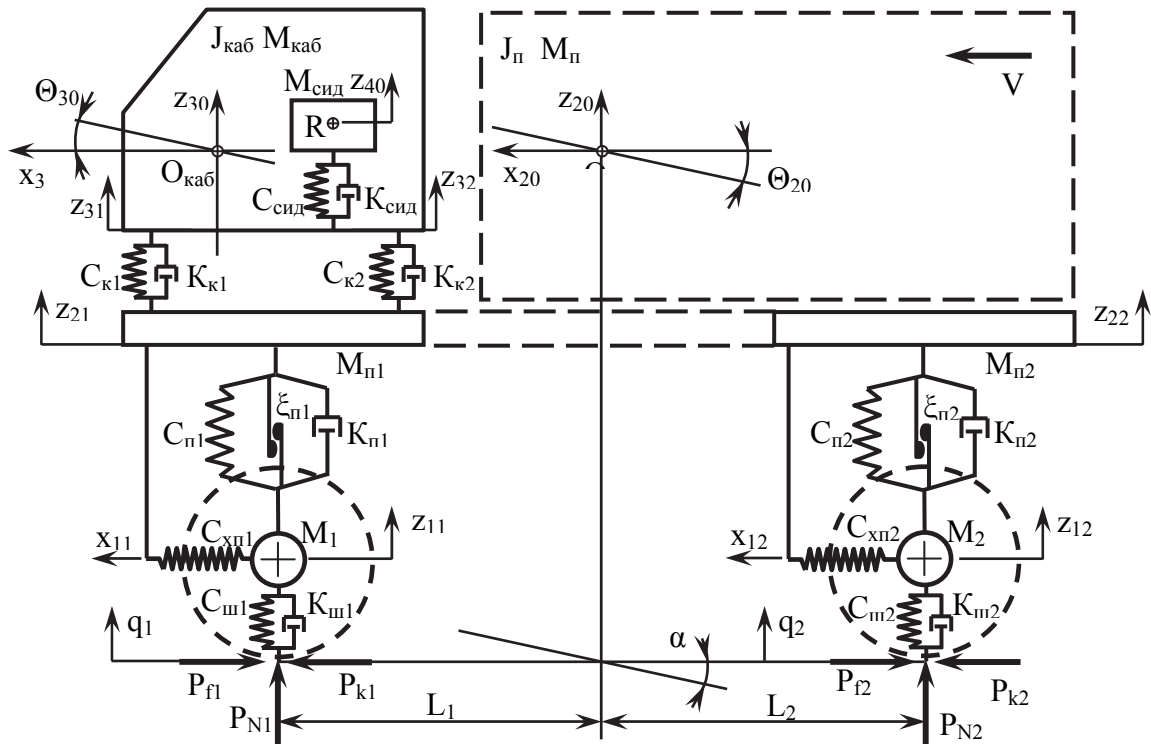 Jкаб Mкаб
Jп Mп
V
Θ30
z30
Mсид
z40
z20
R
x3
Oкаб
x20
Θ20
z31
z32
Cсид
Kсид
Cк1
Kк1
Cк2
Kк2
z21
z22
Mп1
Mп2
ξп1
ξп2
Cп1
Kп1
Cп2
Kп2
x11
Cхп1
M1
z11
x12
Cхп2
M2
z12
Cш1
Kш1
Cш2
Kш2
q1
α
q2
Pf1
Pk1
Pf2
Pk2
PN1
L1
L2
PN2